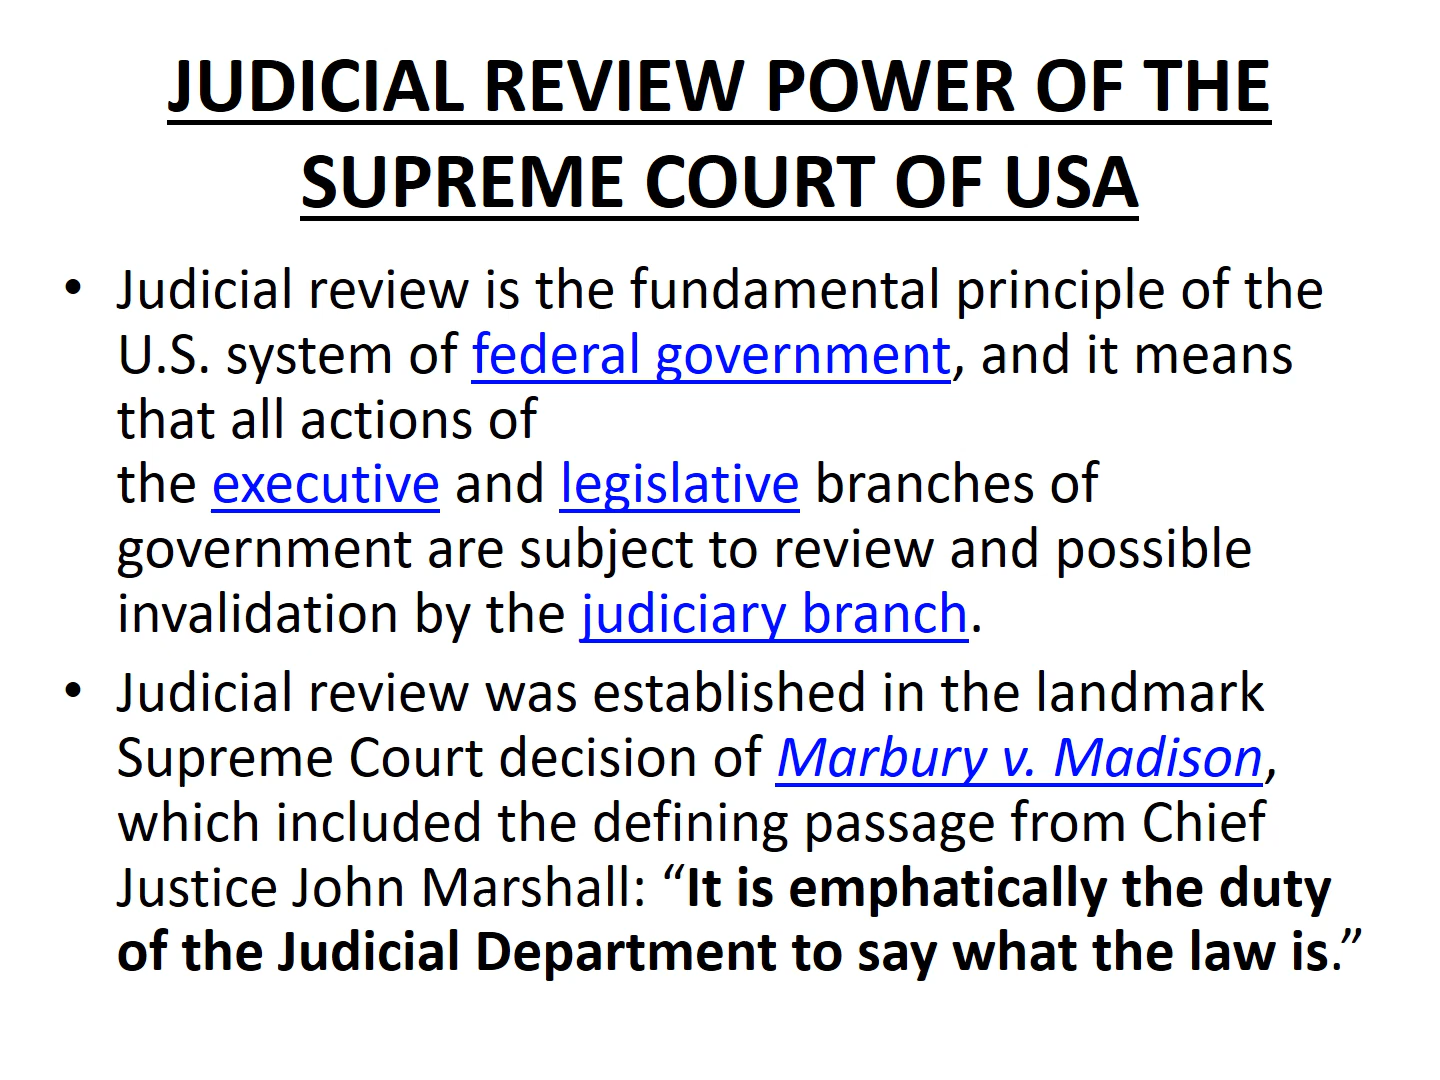 JUDICIAL REVIEW POWER OF THE
SUPREME COURT OF USA
• Judicial review is the fundamental principle of the
U.S. system of federal government, and it means
that all actions of
the executive and legislative branches of
government are subject to review and possible
invalidation by the judiciary branch.
• Judicial review was established in the landmark
Supreme Court decision of Marbury v. Madison,
which included the defining passage from Chief
Justice John Marshall: “It is emphatically the duty
of the Judicial Department to say what the law is.”